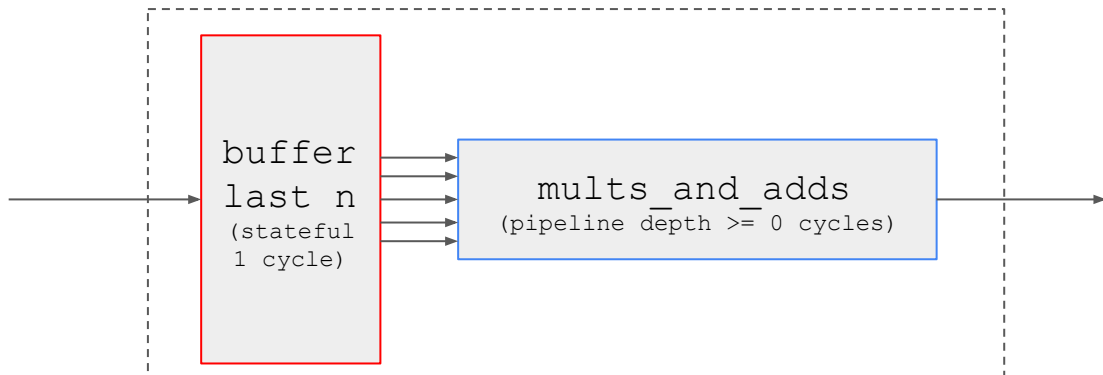 buffer
last n
(stateful
1 cycle)
mults_and_adds
(pipeline depth >= 0 cycles)